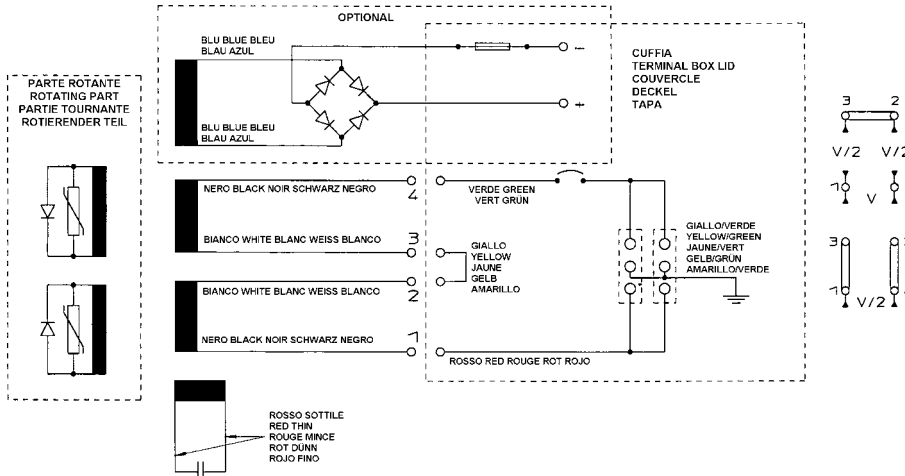 OPTIONAL
BLU BLUE BLEU
BLAU AZUL
BLU BLUE BLEU
BLAU AZUL
–
+
CUFFIA
TERMINAL BOX LID
COUVERCLE
DECKEL
TAPA
PARTE ROTANTE
ROTATING PART
PARTIE TOURNANTE
ROTIERENDER TEIL
NERO BLACK NOIR SCHWARZ NEGRO
4
VERDE GREEN
VERT GRÜN
BIANCO WHITE BLANC WEISS BLANCO
3
GIALLO
YELLOW
JAUNE
GELB
AMARILLO
BIANCO WHITE BLANC WEISS BLANCO
2
NERO BLACK NOIR SCHWARZ NEGRO
1
ROSSO RED ROUGE ROT ROJO
GIALLO/VERDE
YELLOW/GREEN
JAUNE/VERT
GELB/GRÜN
AMARILLO/VERDE
3 2
V/2 V/2
1 V
3
1 V/2
ROSSO SOTTILE
RED THIN
ROUGE MINCE
ROT DÜNN
ROJO FINO